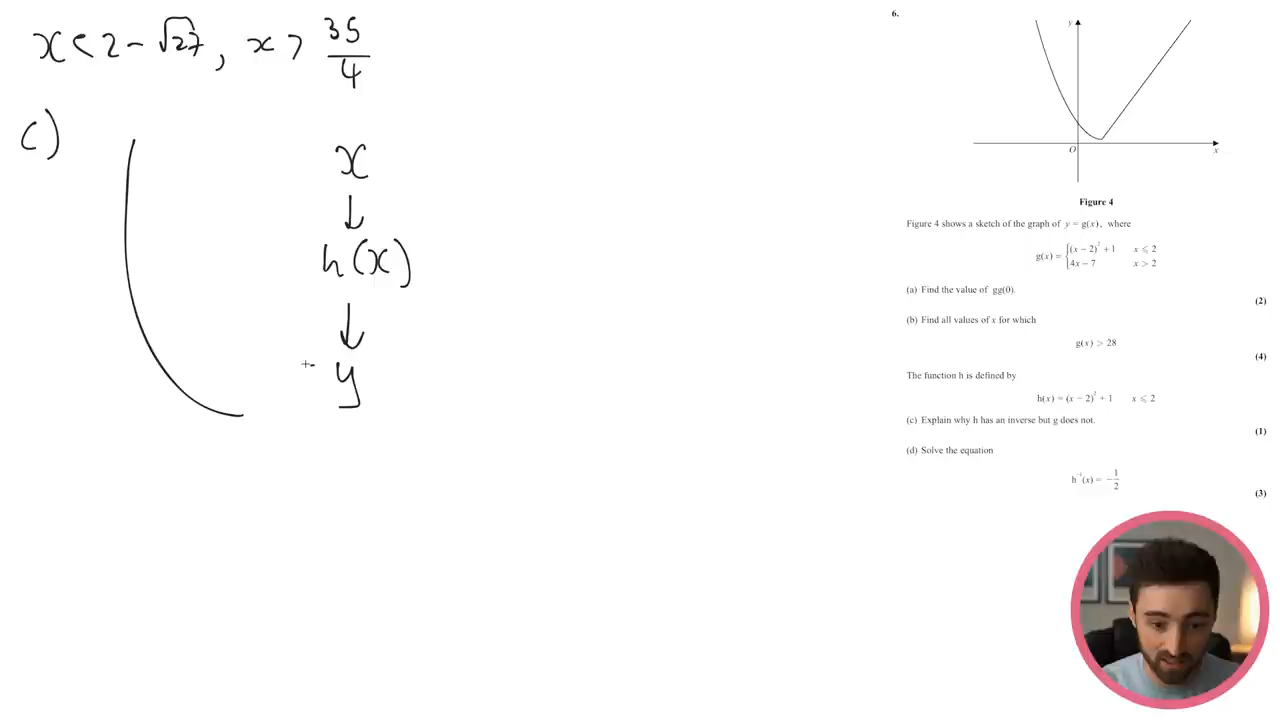 x < 2 - √27, x > 35/4
c)
x
↓
h(x)
↓
y
6.
y
O
x
Figure 4
Figure 4 shows a sketch of the graph of y = g(x), where
g(x) = { (x − 2)² + 1 x ⩽ 2
4x − 7 x > 2
(a) Find the value of gg(0).
(2)
(b) Find all values of x for which
g(x) > 28
(4)
The function h is defined by
h(x) = (x − 2)² + 1 x ⩽ 2
(c) Explain why h has an inverse but g does not.
(1)
(d) Solve the equation
h⁻¹(x) = −1/2
(3)